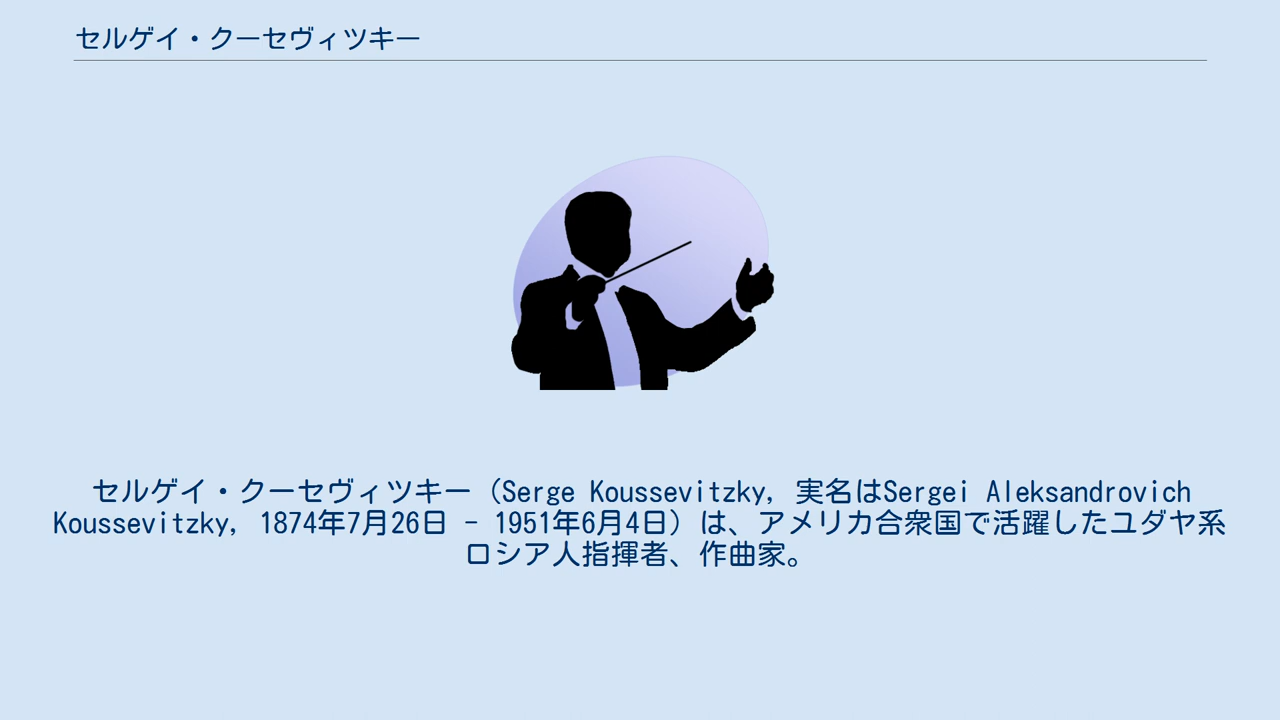 セルゲイ・クーセヴィツキー
セルゲイ・クーセヴィツキー（Serge Koussevitzky, 実名はSergei Aleksandrovich
Koussevitzky, 1874年7月26日 - 1951年6月4日）は、アメリカ合衆国で活躍したユダヤ系
ロシア人指揮者、作曲家。